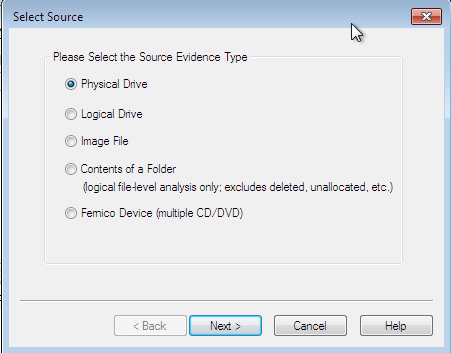 Select Source
Please Select the Source Evidence Type
Physical Drive
Logical Drive
Image File
Contents of a Folder
(logical file-level analysis only; excludes deleted, unallocated, etc.)
Femico Device (multiple CD/DVD)
< Back
Next >
Cancel
Help